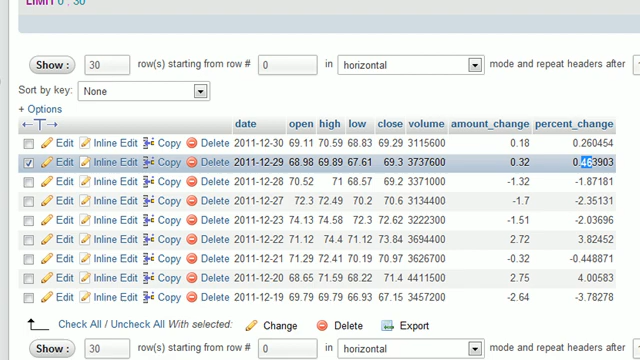 LIMIT 0 , 30
Show : 30 row(s) starting from row # 0 in horizontal mode and repeat headers after
Sort by key: None
+ Options
←T→ date open high low close volume amount_change percent_change
Edit Inline Edit Copy Delete 2011-12-30 69.11 70.59 68.83 69.29 3115600 0.18 0.260454
Edit Inline Edit Copy Delete 2011-12-29 68.98 69.89 67.61 69.3 3737600 0.32 0.463903
Edit Inline Edit Copy Delete 2011-12-28 70.52 71 68.57 69.2 3371000 -1.32 -1.87181
Edit Inline Edit Copy Delete 2011-12-27 72.3 72.49 70.2 70.6 3134400 -1.7 -2.35131
Edit Inline Edit Copy Delete 2011-12-23 74.13 74.58 72.3 72.62 3222300 -1.51 -2.03696
Edit Inline Edit Copy Delete 2011-12-22 71.12 74.4 71.12 73.84 3694400 2.72 3.82452
Edit Inline Edit Copy Delete 2011-12-21 71.29 72.41 70.19 70.97 3626700 -0.32 -0.448871
Edit Inline Edit Copy Delete 2011-12-20 68.65 71.59 68.22 71.4 4411500 2.75 4.00583
Edit Inline Edit Copy Delete 2011-12-19 69.79 69.79 66.93 67.15 3457200 -2.64 -3.78278
Check All / Uncheck All With selected: Change Delete Export
Show : 30 row(s) starting from row # 0 in horizontal mode and repeat headers after